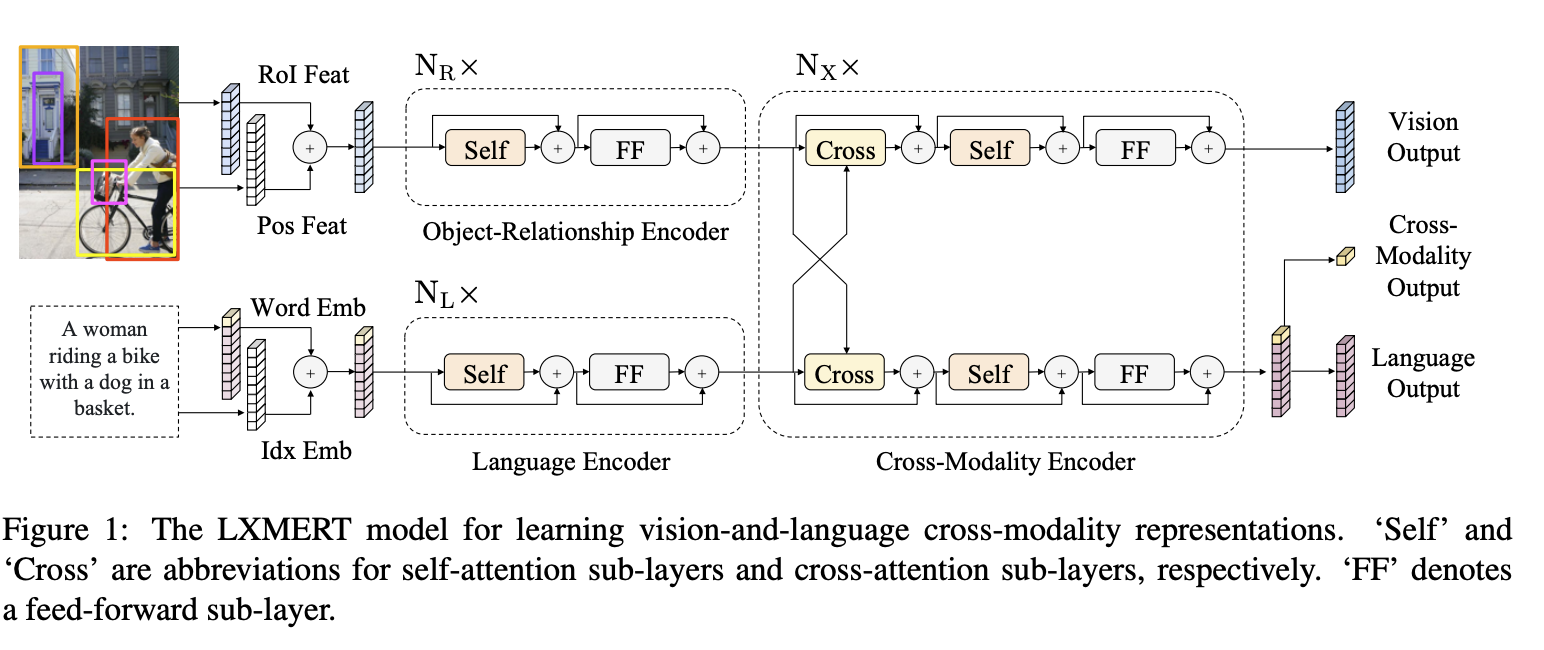 RoI Feat
Pos Feat
N_R ×
Self
+
FF
+
+
Object-Relationship Encoder
A woman
riding a bike
with a dog in a
basket.
Word Emb
Idx Emb
+
N_L ×
Self
+
FF
+
Language Encoder
N_X ×
Cross
+
Self
+
FF
+
Cross
+
Self
+
FF
+
Cross-Modality Encoder
Vision
Output
Cross-
Modality
Output
Language
Output
Figure 1: The LXMERT model for learning vision-and-language cross-modality representations. ‘Self’ and
‘Cross’ are abbreviations for self-attention sub-layers and cross-attention sub-layers, respectively. ‘FF’ denotes
a feed-forward sub-layer.